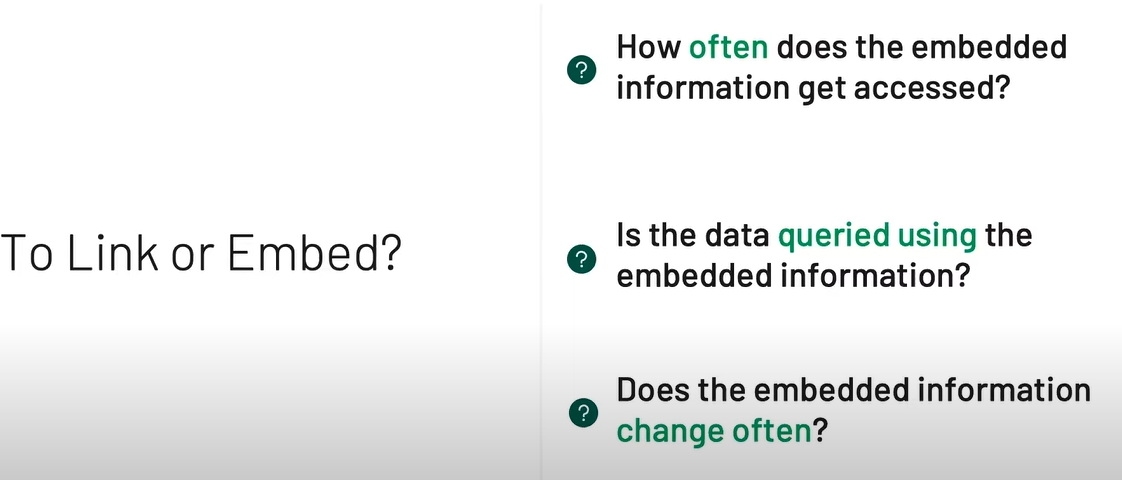 To Link or Embed?
? How often does the embedded
information get accessed?
? Is the data queried using the
embedded information?
? Does the embedded information
change often?